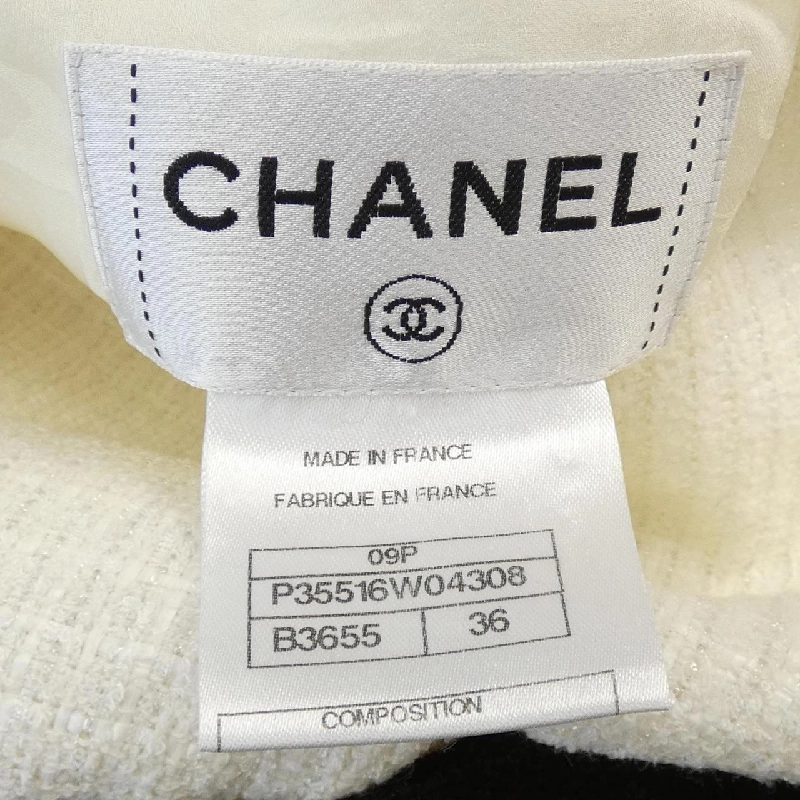 CHANEL
MADE IN FRANCE
FABRIQUE EN FRANCE
09P
P35516W04308
B3655 36
COMPOSITION